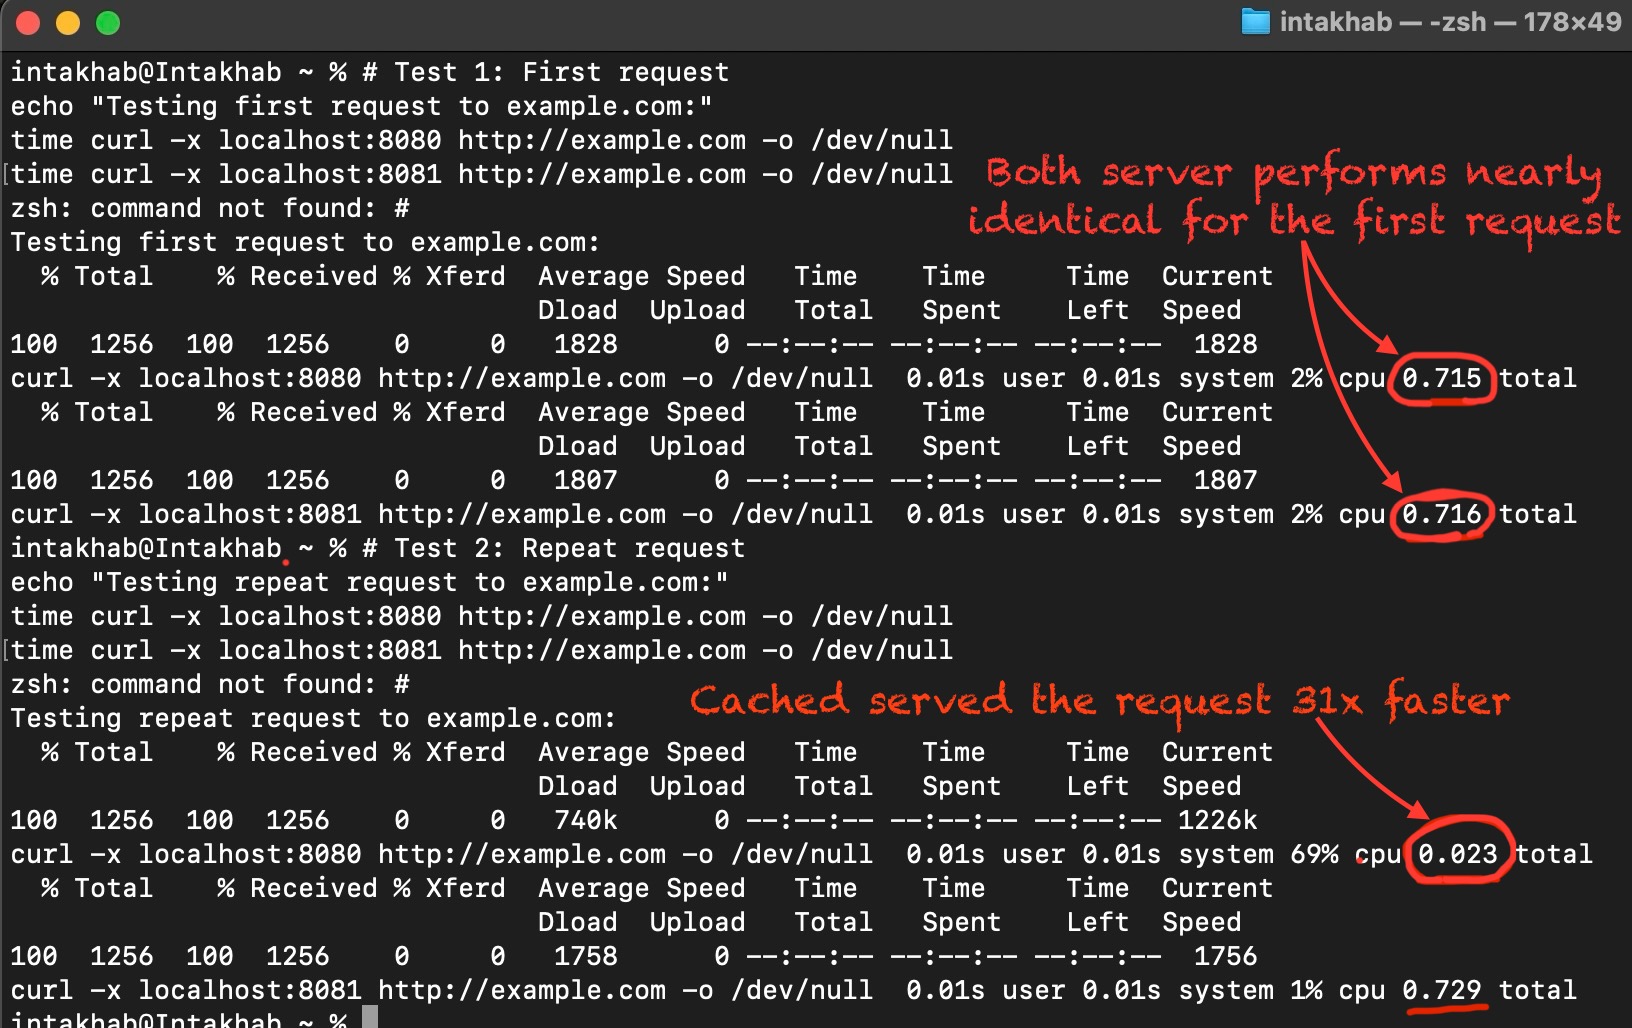 intakhab — -zsh — 178×49
intakhab@Intakhab ~ % # Test 1: First request
echo "Testing first request to example.com:"
time curl -x localhost:8080 http://example.com -o /dev/null
[time curl -x localhost:8081 http://example.com -o /dev/null
Both server performs nearly
identical for the first request
zsh: command not found: #
Testing first request to example.com:
  % Total    % Received % Xferd  Average Speed   Time    Time     Time  Current
                                 Dload  Upload   Total   Spent    Left  Speed
100  1256  100  1256    0     0   1828      0 --:--:-- --:--:-- --:--:--  1828
curl -x localhost:8080 http://example.com -o /dev/null  0.01s user 0.01s system 2% cpu 0.715 total
  % Total    % Received % Xferd  Average Speed   Time    Time     Time  Current
                                 Dload  Upload   Total   Spent    Left  Speed
100  1256  100  1256    0     0   1807      0 --:--:-- --:--:-- --:--:--  1807
curl -x localhost:8081 http://example.com -o /dev/null  0.01s user 0.01s system 2% cpu 0.716 total
intakhab@Intakhab ~ % # Test 2: Repeat request
echo "Testing repeat request to example.com:"
time curl -x localhost:8080 http://example.com -o /dev/null
[time curl -x localhost:8081 http://example.com -o /dev/null
zsh: command not found: #
Cached served the request 31x faster
Testing repeat request to example.com:
  % Total    % Received % Xferd  Average Speed   Time    Time     Time  Current
                                 Dload  Upload   Total   Spent    Left  Speed
100  1256  100  1256    0     0   740k      0 --:--:-- --:--:-- --:--:-- 1226k
curl -x localhost:8080 http://example.com -o /dev/null  0.01s user 0.01s system 69% cpu 0.023 total
  % Total    % Received % Xferd  Average Speed   Time    Time     Time  Current
                                 Dload  Upload   Total   Spent    Left  Speed
100  1256  100  1256    0     0   1758      0 --:--:-- --:--:-- --:--:--  1756
curl -x localhost:8081 http://example.com -o /dev/null  0.01s user 0.01s system 1% cpu 0.729 total
intakhab@Intakhab ~ %